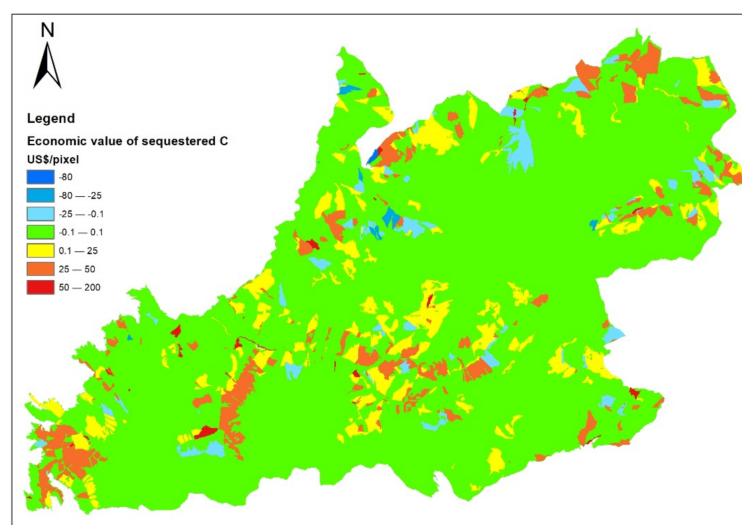 N
Legend
Economic value of sequestered C
US$/pixel
-80
-80 — -25
-25 — -0.1
-0.1 — 0.1
0.1 — 25
25 — 50
50 — 200